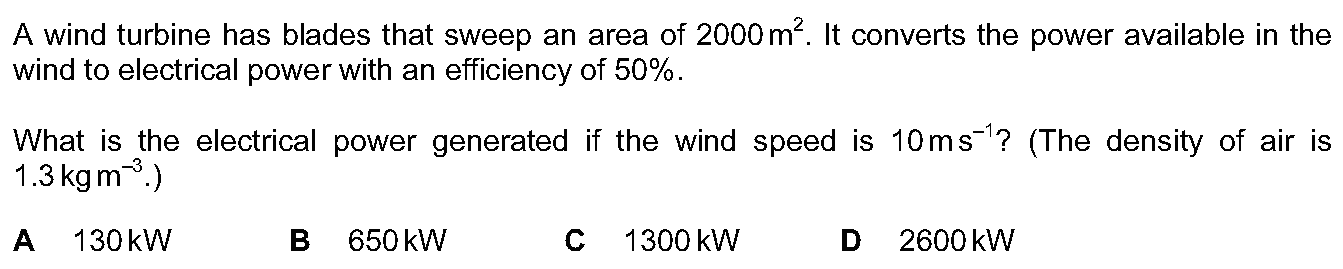 A wind turbine has blades that sweep an area of 2000 m². It converts the power available in the
wind to electrical power with an efficiency of 50%.
What is the electrical power generated if the wind speed is 10 m s⁻¹? (The density of air is
1.3 kg m⁻³.)
A 130 kW B 650 kW C 1300 kW D 2600 kW